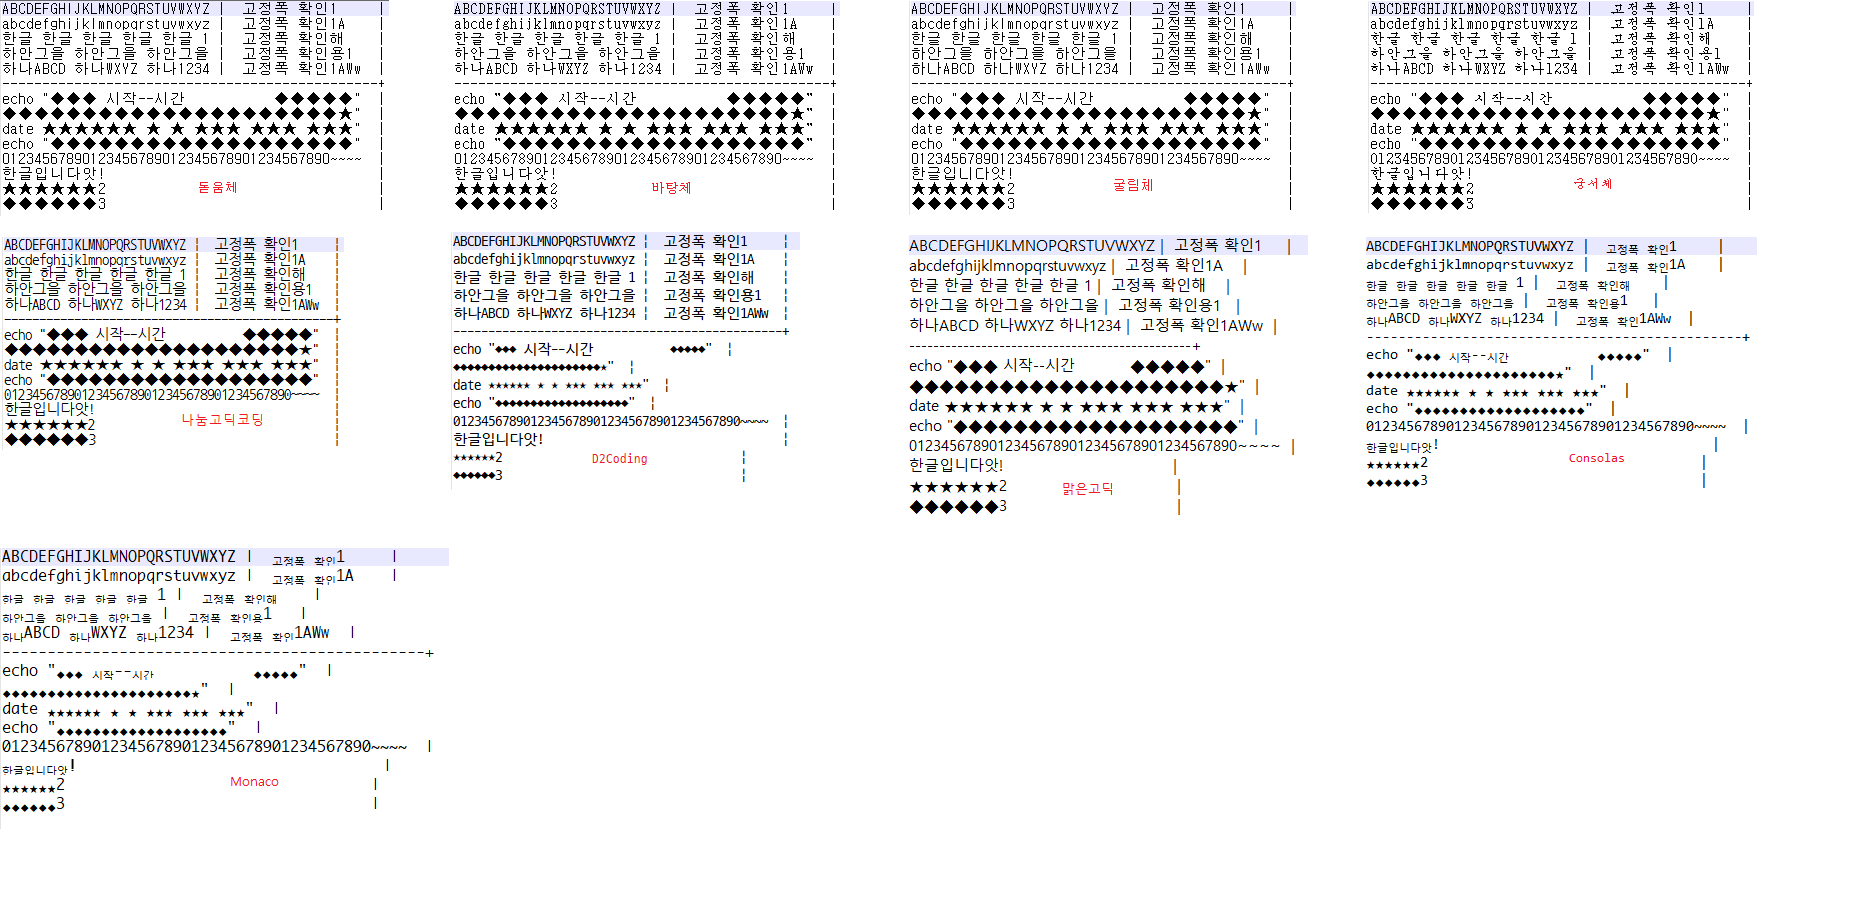 ABCDEFGHIJKLMNOPQRSTUVWXYZ |  고정폭 확인1     |
abcdefghijklmnopqrstuvwxyz |  고정폭 확인1A    |
한글 한글 한글 한글 한글 1 |  고정폭 확인해    |
하안그을 하안그을 하안그을 |  고정폭 확인용1   |
하나ABCD 하나WXYZ 하나1234 |  고정폭 확인1AWw  |
-----------------------------------------------+
echo "◆◆◆ 시작--시간          ◆◆◆◆◆"  |
◆◆◆◆◆◆◆◆◆◆◆◆◆◆◆◆◆◆◆◆◆★"  |
date ★★★★★★ ★ ★ ★★★ ★★★ ★★★"  |
echo "◆◆◆◆◆◆◆◆◆◆◆◆◆◆◆◆◆◆◆"  |
01234567890123456789012345678901234567890~~~~  |
한글입니다앗!                                  |
★★★★★★2                                  |
◆◆◆◆◆◆3                                  |
돋움체
ABCDEFGHIJKLMNOPQRSTUVWXYZ |  고정폭 확인1     |
abcdefghijklmnopqrstuvwxyz |  고정폭 확인1A    |
한글 한글 한글 한글 한글 1 |  고정폭 확인해    |
하안그을 하안그을 하안그을 |  고정폭 확인용1   |
하나ABCD 하나WXYZ 하나1234 |  고정폭 확인1AWw  |
-----------------------------------------------+
echo "◆◆◆ 시작--시간          ◆◆◆◆◆"  |
◆◆◆◆◆◆◆◆◆◆◆◆◆◆◆◆◆◆◆◆◆★"  |
date ★★★★★★ ★ ★ ★★★ ★★★ ★★★"  |
echo "◆◆◆◆◆◆◆◆◆◆◆◆◆◆◆◆◆◆◆"  |
01234567890123456789012345678901234567890~~~~  |
한글입니다앗!                                  |
★★★★★★2                                  |
◆◆◆◆◆◆3                                  |
바탕체
ABCDEFGHIJKLMNOPQRSTUVWXYZ |  고정폭 확인1     |
abcdefghijklmnopqrstuvwxyz |  고정폭 확인1A    |
한글 한글 한글 한글 한글 1 |  고정폭 확인해    |
하안그을 하안그을 하안그을 |  고정폭 확인용1   |
하나ABCD 하나WXYZ 하나1234 |  고정폭 확인1AWw  |
-----------------------------------------------+
echo "◆◆◆ 시작--시간          ◆◆◆◆◆"  |
◆◆◆◆◆◆◆◆◆◆◆◆◆◆◆◆◆◆◆◆◆★"  |
date ★★★★★★ ★ ★ ★★★ ★★★ ★★★"  |
echo "◆◆◆◆◆◆◆◆◆◆◆◆◆◆◆◆◆◆◆"  |
01234567890123456789012345678901234567890~~~~  |
한글입니다앗!                                  |
★★★★★★2                                  |
◆◆◆◆◆◆3                                  |
굴림체
ABCDEFGHIJKLMNOPQRSTUVWXYZ |  고정폭 확인1     |
abcdefghijklmnopqrstuvwxyz |  고정폭 확인1A    |
한글 한글 한글 한글 한글 1 |  고정폭 확인해    |
하안그을 하안그을 하안그을 |  고정폭 확인용1   |
하나ABCD 하나WXYZ 하나1234 |  고정폭 확인1AWw  |
-----------------------------------------------+
echo "◆◆◆ 시작--시간          ◆◆◆◆◆"  |
◆◆◆◆◆◆◆◆◆◆◆◆◆◆◆◆◆◆◆◆◆★"  |
date ★★★★★★ ★ ★ ★★★ ★★★ ★★★"  |
echo "◆◆◆◆◆◆◆◆◆◆◆◆◆◆◆◆◆◆◆"  |
01234567890123456789012345678901234567890~~~~  |
한글입니다앗!                                  |
★★★★★★2                                  |
◆◆◆◆◆◆3                                  |
궁서체
ABCDEFGHIJKLMNOPQRSTUVWXYZ |  고정폭 확인1     |
abcdefghijklmnopqrstuvwxyz |  고정폭 확인1A    |
한글 한글 한글 한글 한글 1 |  고정폭 확인해    |
하안그을 하안그을 하안그을 |  고정폭 확인용1   |
하나ABCD 하나WXYZ 하나1234 |  고정폭 확인1AWw  |
-----------------------------------------------+
echo "◆◆◆ 시작--시간          ◆◆◆◆◆"  |
◆◆◆◆◆◆◆◆◆◆◆◆◆◆◆◆◆◆◆◆◆★"  |
date ★★★★★★ ★ ★ ★★★ ★★★ ★★★"  |
echo "◆◆◆◆◆◆◆◆◆◆◆◆◆◆◆◆◆◆◆"  |
01234567890123456789012345678901234567890~~~~  |
한글입니다앗!                                  |
★★★★★★2                                  |
◆◆◆◆◆◆3                                  |
나눔고딕코딩
ABCDEFGHIJKLMNOPQRSTUVWXYZ |  고정폭 확인1     |
abcdefghijklmnopqrstuvwxyz |  고정폭 확인1A    |
한글 한글 한글 한글 한글 1 |  고정폭 확인해    |
하안그을 하안그을 하안그을 |  고정폭 확인용1   |
하나ABCD 하나WXYZ 하나1234 |  고정폭 확인1AWw  |
-----------------------------------------------+
echo "◆◆◆ 시작--시간          ◆◆◆◆◆"  |
◆◆◆◆◆◆◆◆◆◆◆◆◆◆◆◆◆◆◆◆◆★"  |
date ★★★★★★ ★ ★ ★★★ ★★★ ★★★"  |
echo "◆◆◆◆◆◆◆◆◆◆◆◆◆◆◆◆◆◆◆"  |
01234567890123456789012345678901234567890~~~~  |
한글입니다앗!                                  |
★★★★★★2                                  |
◆◆◆◆◆◆3                                  |
D2Coding
ABCDEFGHIJKLMNOPQRSTUVWXYZ |  고정폭 확인1     |
abcdefghijklmnopqrstuvwxyz |  고정폭 확인1A    |
한글 한글 한글 한글 한글 1 |  고정폭 확인해    |
하안그을 하안그을 하안그을 |  고정폭 확인용1   |
하나ABCD 하나WXYZ 하나1234 |  고정폭 확인1AWw  |
-----------------------------------------------+
echo "◆◆◆ 시작--시간          ◆◆◆◆◆"  |
◆◆◆◆◆◆◆◆◆◆◆◆◆◆◆◆◆◆◆◆◆★"  |
date ★★★★★★ ★ ★ ★★★ ★★★ ★★★"  |
echo "◆◆◆◆◆◆◆◆◆◆◆◆◆◆◆◆◆◆◆"  |
01234567890123456789012345678901234567890~~~~  |
한글입니다앗!                                  |
★★★★★★2                                  |
◆◆◆◆◆◆3                                  |
맑은고딕
ABCDEFGHIJKLMNOPQRSTUVWXYZ |  고정폭 확인1     |
abcdefghijklmnopqrstuvwxyz |  고정폭 확인1A    |
한글 한글 한글 한글 한글 1 |  고정폭 확인해    |
하안그을 하안그을 하안그을 |  고정폭 확인용1   |
하나ABCD 하나WXYZ 하나1234 |  고정폭 확인1AWw  |
-----------------------------------------------+
echo "◆◆◆ 시작--시간          ◆◆◆◆◆"  |
◆◆◆◆◆◆◆◆◆◆◆◆◆◆◆◆◆◆◆◆◆★"  |
date ★★★★★★ ★ ★ ★★★ ★★★ ★★★"  |
echo "◆◆◆◆◆◆◆◆◆◆◆◆◆◆◆◆◆◆◆"  |
01234567890123456789012345678901234567890~~~~  |
한글입니다앗!                                  |
★★★★★★2                                  |
◆◆◆◆◆◆3                                  |
Consolas
ABCDEFGHIJKLMNOPQRSTUVWXYZ |  고정폭 확인1     |
abcdefghijklmnopqrstuvwxyz |  고정폭 확인1A    |
한글 한글 한글 한글 한글 1 |  고정폭 확인해    |
하안그을 하안그을 하안그을 |  고정폭 확인용1   |
하나ABCD 하나WXYZ 하나1234 |  고정폭 확인1AWw  |
-----------------------------------------------+
echo "◆◆◆ 시작--시간          ◆◆◆◆◆"  |
◆◆◆◆◆◆◆◆◆◆◆◆◆◆◆◆◆◆◆◆◆★"  |
date ★★★★★★ ★ ★ ★★★ ★★★ ★★★"  |
echo "◆◆◆◆◆◆◆◆◆◆◆◆◆◆◆◆◆◆◆"  |
01234567890123456789012345678901234567890~~~~  |
한글입니다앗!                                  |
★★★★★★2                                  |
◆◆◆◆◆◆3                                  |
Monaco